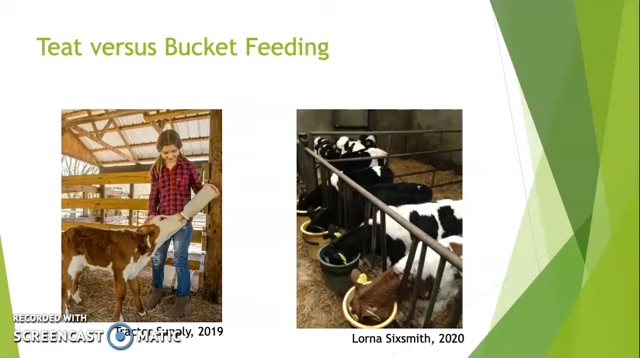 Teat versus Bucket Feeding
Tractor Supply, 2019
Lorna Sixsmith, 2020
RECORDED WITH
SCREENCAST MATIC